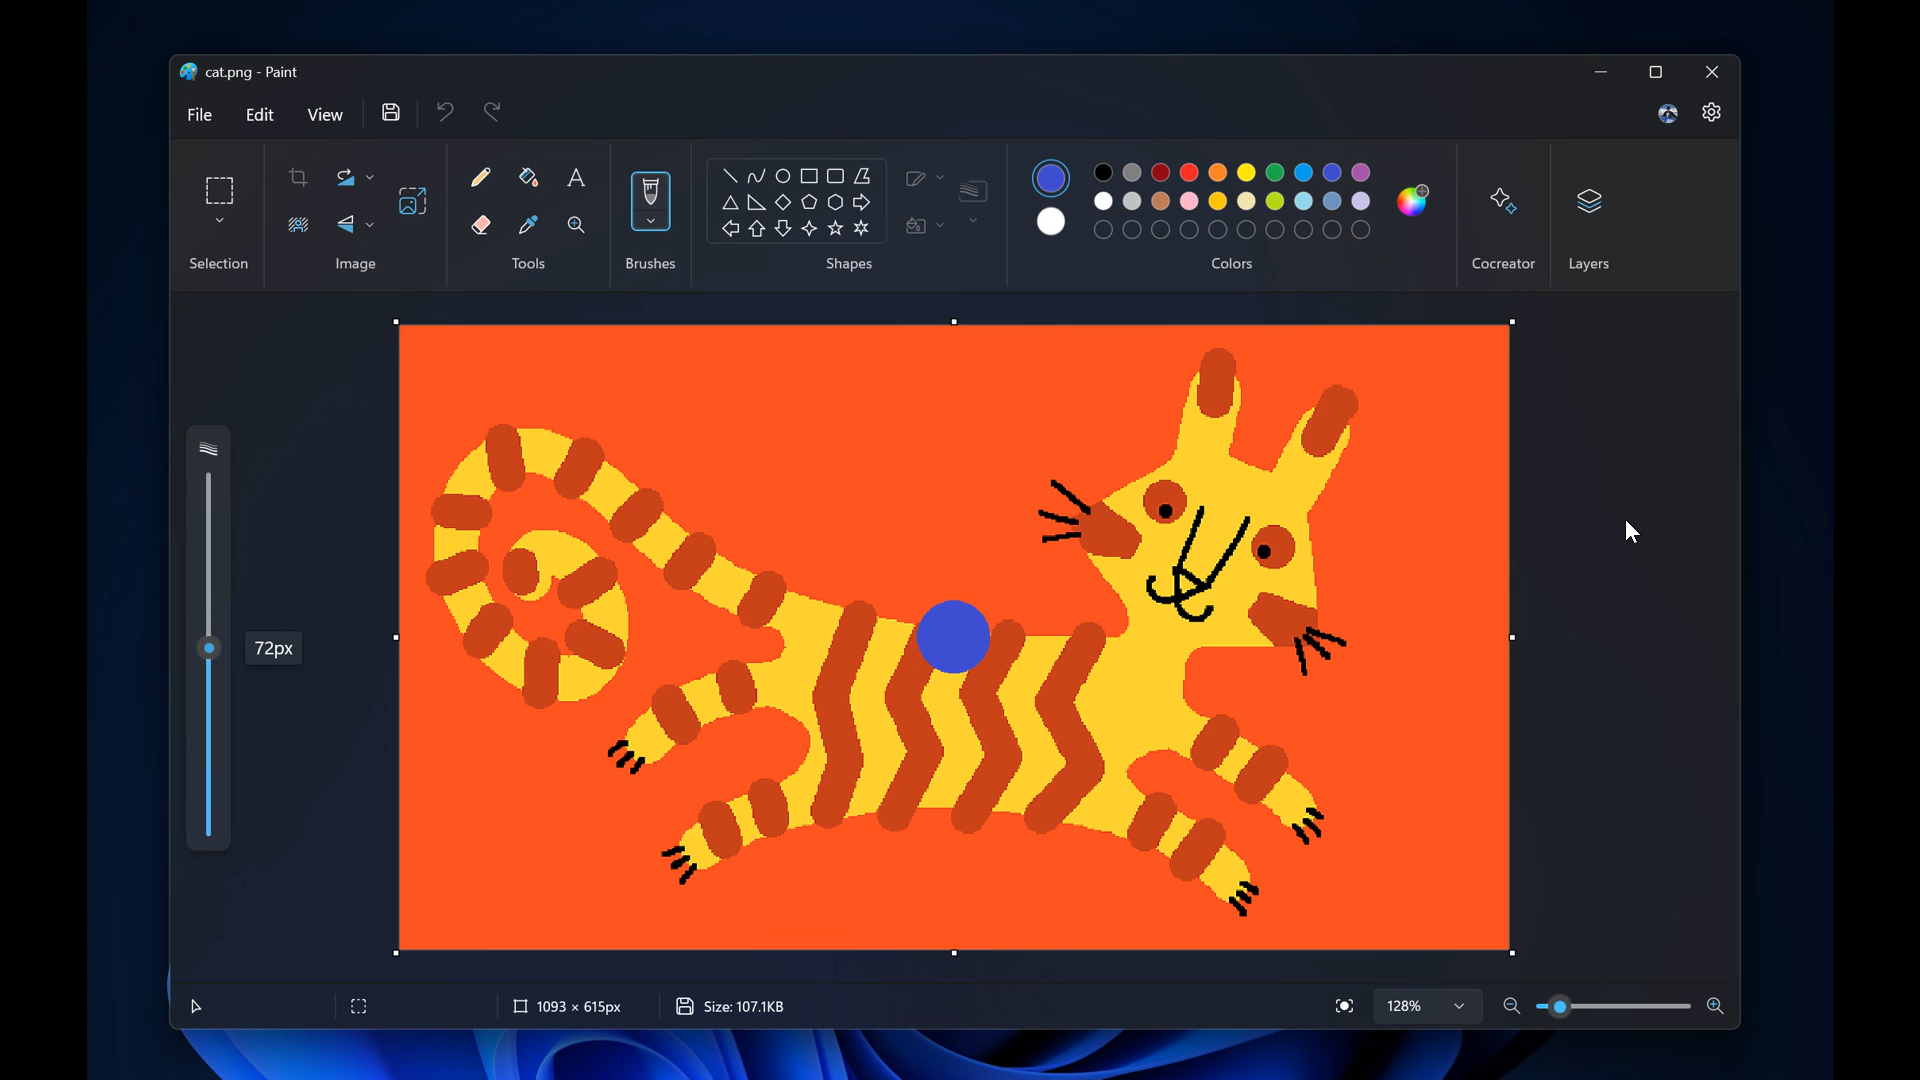 cat.png - Paint
File Edit View
Selection Image Tools Brushes Shapes Colors Cocreator Layers
72px
1093 × 615px Size: 107.1KB 128%